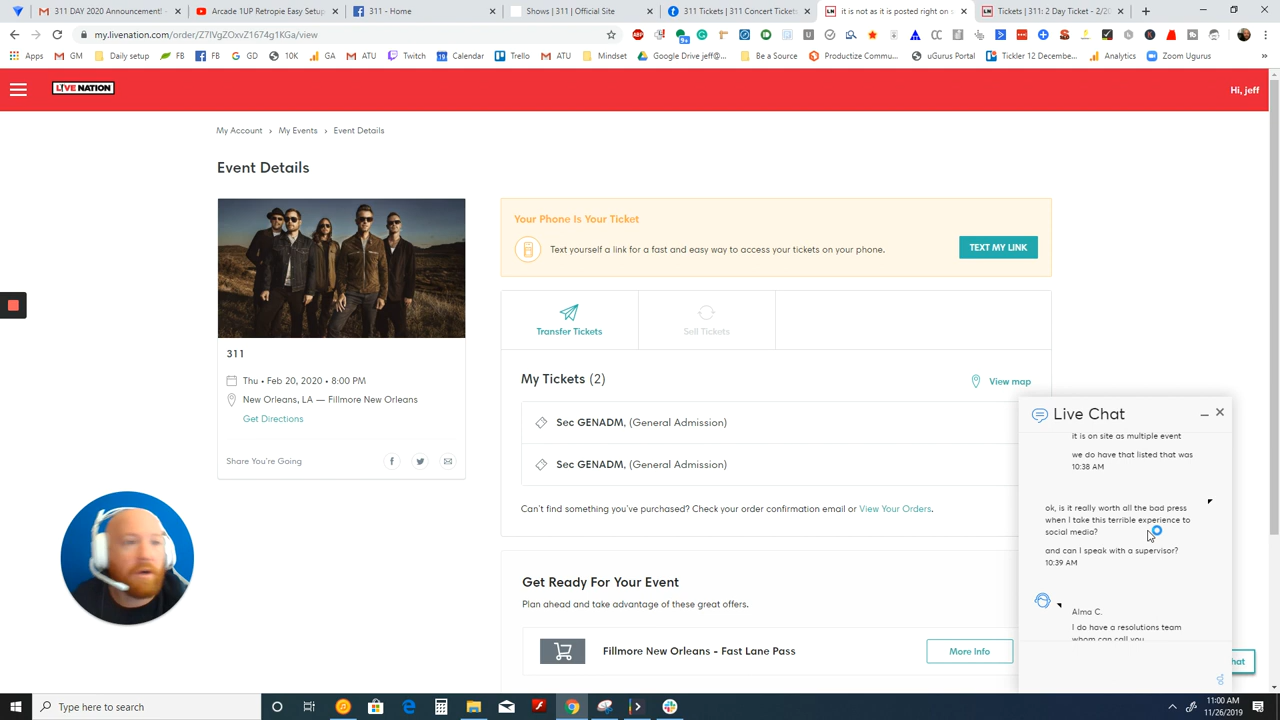 311 DAY 2020 Announcement!
Arcade 1UP Retropie Easy Setup
311 - Home
Shows | 311 | Official Site
311 Tickets | 311 Concert Tickets
it is not as it is posted right on
Tickets | 311: 2 Day Ticket - 2/2
my.livenation.com/order/Z7IVgZOxvZ1674g1KGa/view
Apps
GM
Daily setup
FB
FB
GD
10K
GA
ATU
Twitch
Calendar
Trello
ATU
Mindset
Google Drive jeff@...
Be a Source
Productize Commu...
uGurus Portal
Tickler 12 Decembe...
Analytics
Zoom Ugurus
LIVE NATION
Hi, jeff
My Account > My Events > Event Details
Event Details
Your Phone Is Your Ticket
Text yourself a link for a fast and easy way to access your tickets on your phone.
TEXT MY LINK
Transfer Tickets
Sell Tickets
311
Thu • Feb 20, 2020 • 8:00 PM
New Orleans, LA — Fillmore New Orleans
Get Directions
Share You're Going
My Tickets (2)
View map
Sec GENADM, (General Admission)
Sec GENADM, (General Admission)
Can't find something you've purchased? Check your order confirmation email or View Your Orders.
Get Ready For Your Event
Plan ahead and take advantage of these great offers.
Fillmore New Orleans - Fast Lane Pass
More Info
Live Chat
it is on site as multiple event
we do have that listed that was
10:38 AM
ok, is it really worth all the bad press
when I take this terrible experience to
social media?
and can I speak with a supervisor?
10:39 AM
Alma C.
I do have a resolutions team
whom can call you
hat
Type here to search
11:00 AM
11/26/2019